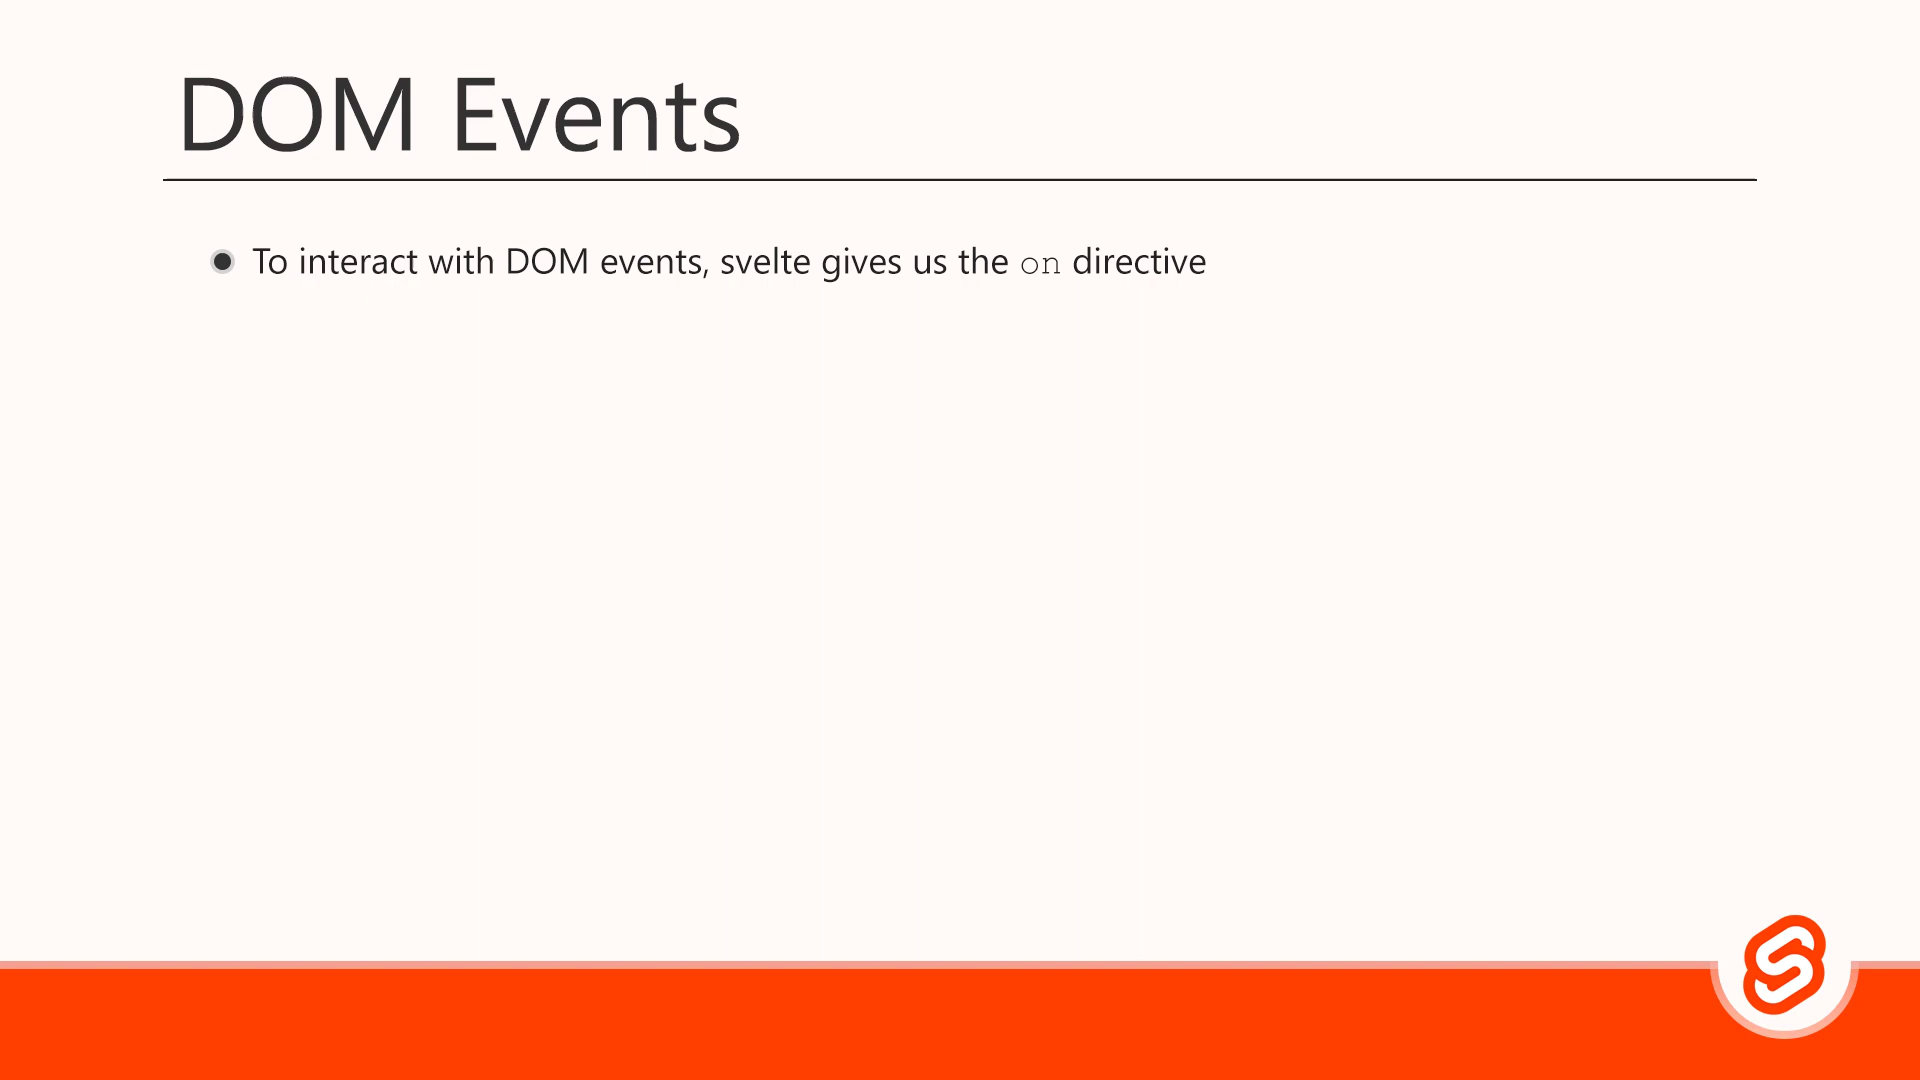 DOM Events
To interact with DOM events, svelte gives us the on directive